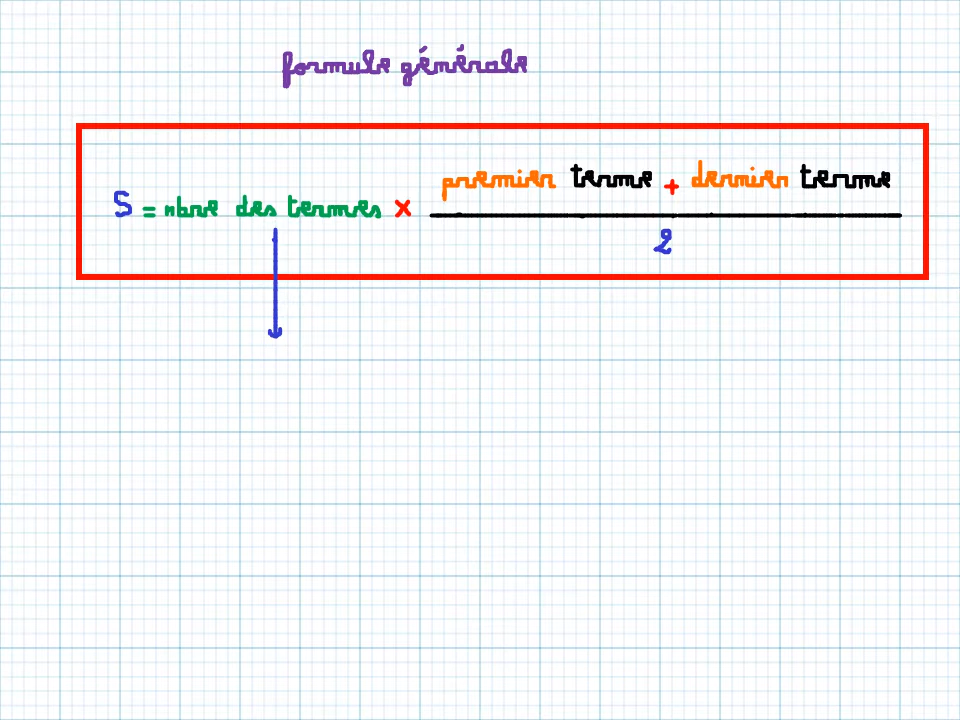 formule générale
premier terme + dernier terme
S = nbre des termes x
2